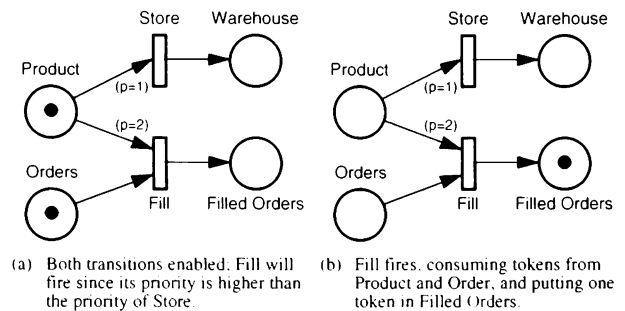 Store Warehouse
Product
(p=1)
(p=2)
Orders
Fill Filled Orders
(a) Both transitions enabled; Fill will
fire since its priority is higher than
the priority of Store.
Store Warehouse
Product
(p=1)
(p=2)
Orders
Fill Filled Orders
(b) Fill fires, consuming tokens from
Product and Order, and putting one
token in Filled Orders.